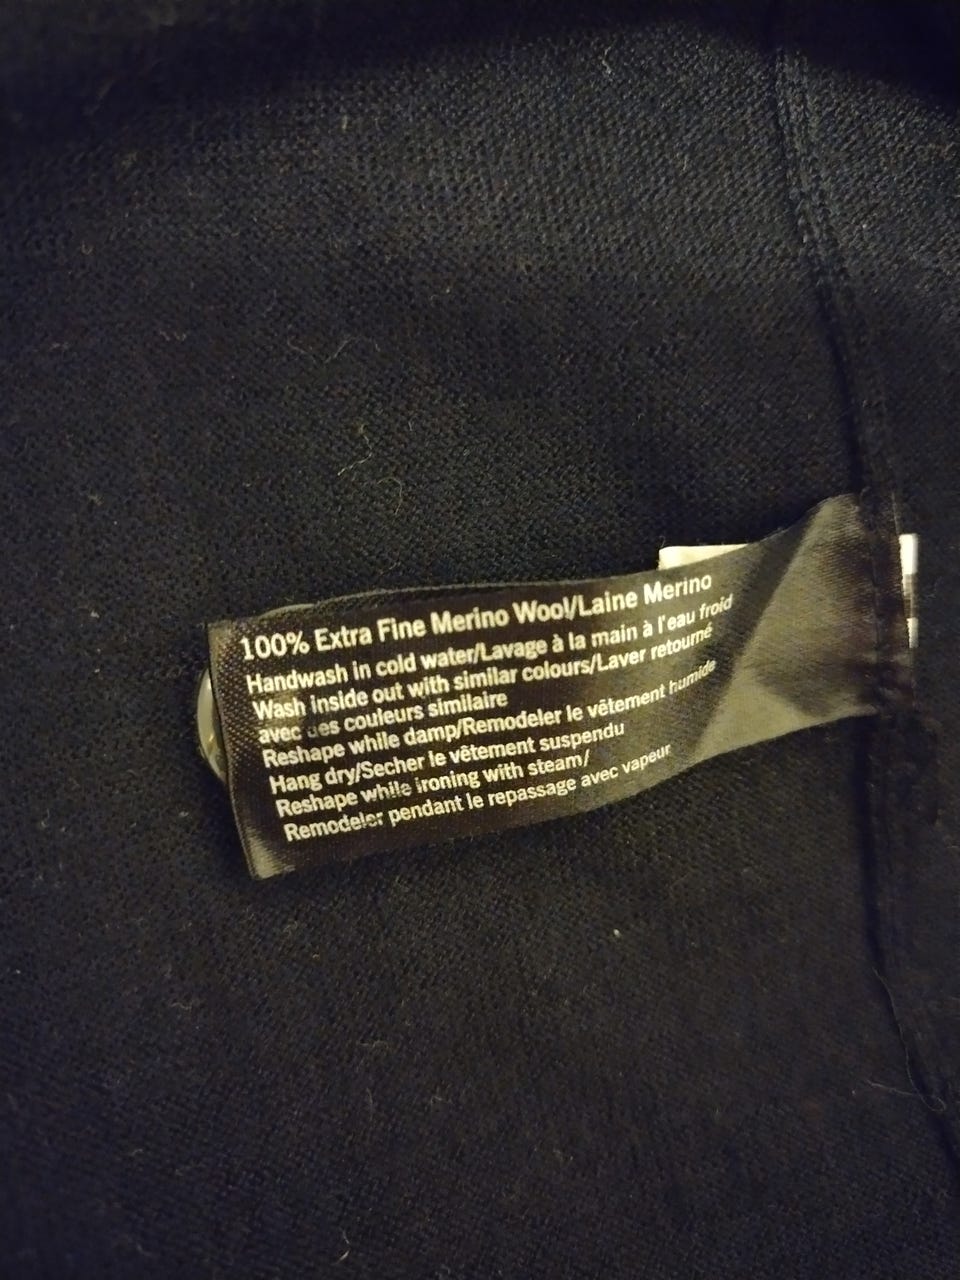 100% Extra Fine Merino Wool/Laine Merino
Handwash in cold water/Lavage à la main à l'eau froid
Wash inside out with similar colours/Laver retourné
avec des couleurs similaire
Reshape while damp/Remodeler le vêtement humide
Hang dry/Secher le vêtement suspendu
Reshape while ironing with steam/
Remodeler pendant le repassage avec vapeur